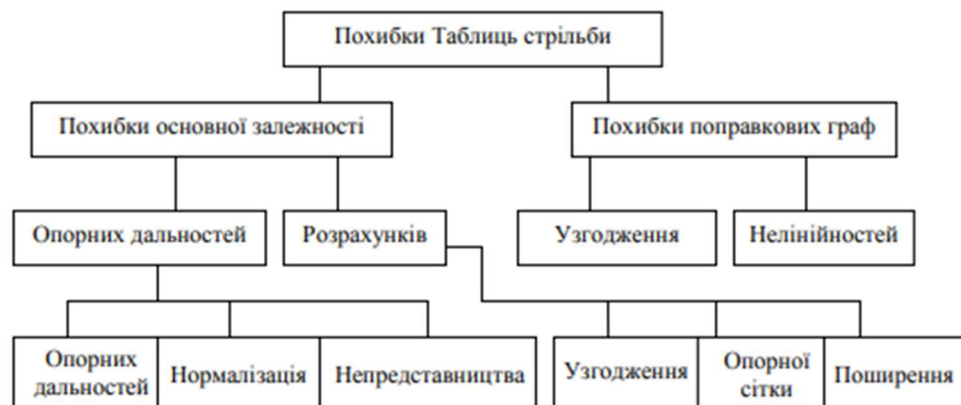 Похибки Таблиць стрільби
Похибки основної залежності
Похибки поправкових граф
Опорних дальностей
Розрахунків
Узгодження
Нелінійностей
Опорних
дальностей
Нормалізація
Непредставництва
Узгодження
Опорної
сітки
Поширення